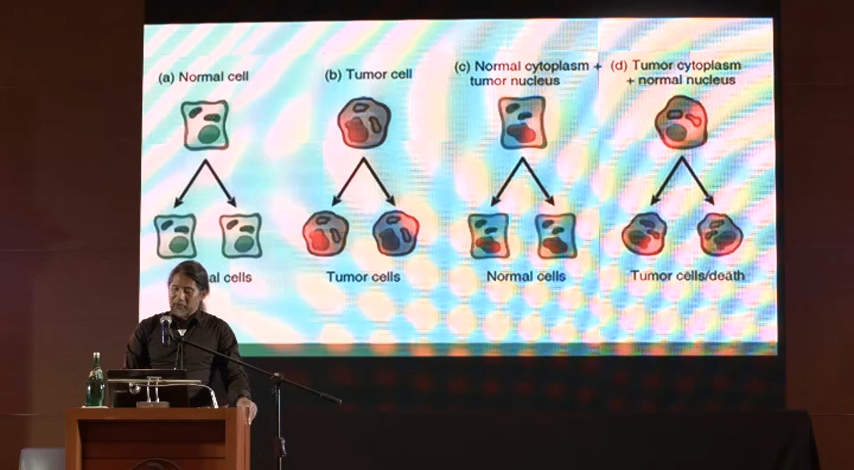 (a) Normal cell
(b) Tumor cell
(c) Normal cytoplasm +
tumor nucleus
(d) Tumor cytoplasm
+ normal nucleus
al cells
Tumor cells
Normal cells
Tumor cells/death